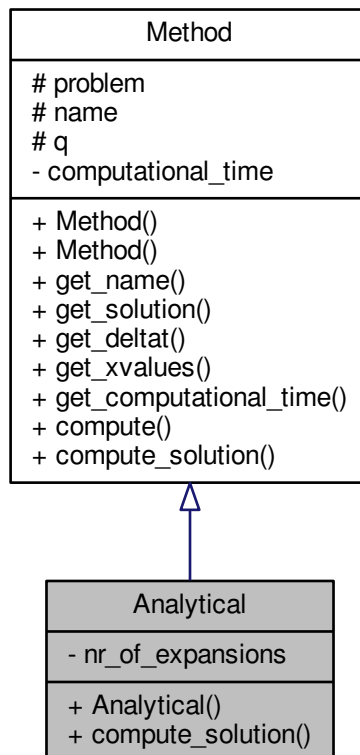 Method
# problem
# name
# q
- computational_time
+ Method()
+ Method()
+ get_name()
+ get_solution()
+ get_deltat()
+ get_xvalues()
+ get_computational_time()
+ compute()
+ compute_solution()
Analytical
- nr_of_expansions
+ Analytical()
+ compute_solution()